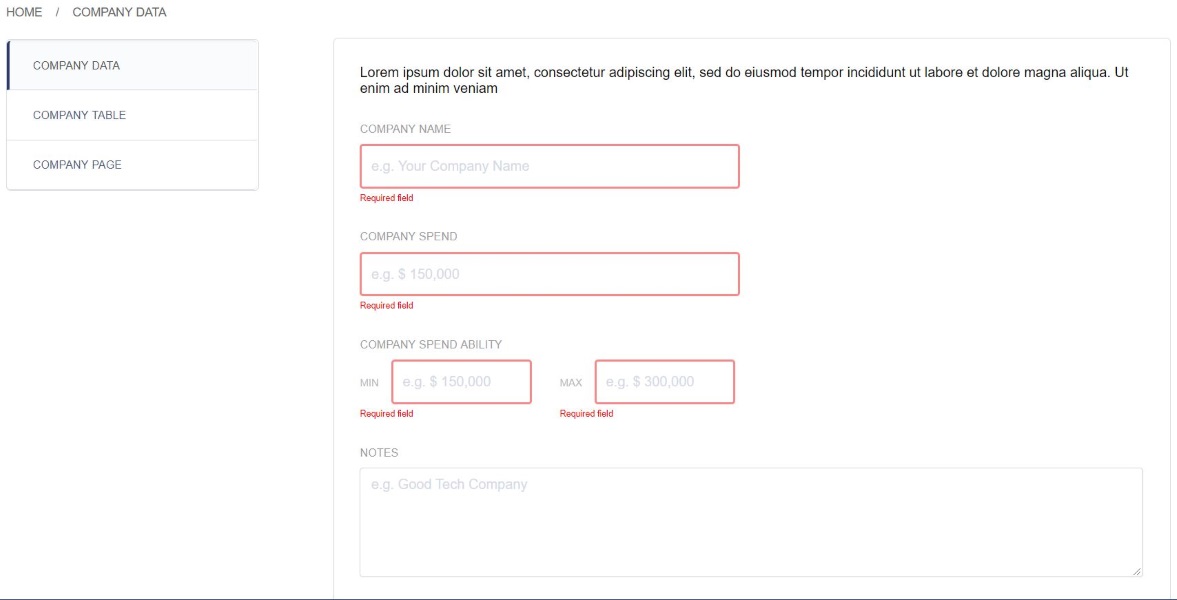 HOME / COMPANY DATA
COMPANY DATA
COMPANY TABLE
COMPANY PAGE
Lorem ipsum dolor sit amet, consectetur adipiscing elit, sed do eiusmod tempor incididunt ut labore et dolore magna aliqua. Ut
enim ad minim veniam
COMPANY NAME
e.g. Your Company Name
Required field
COMPANY SPEND
e.g. $ 150,000
Required field
COMPANY SPEND ABILITY
MIN e.g. $ 150,000 MAX e.g. $ 300,000
Required field Required field
NOTES
e.g. Good Tech Company